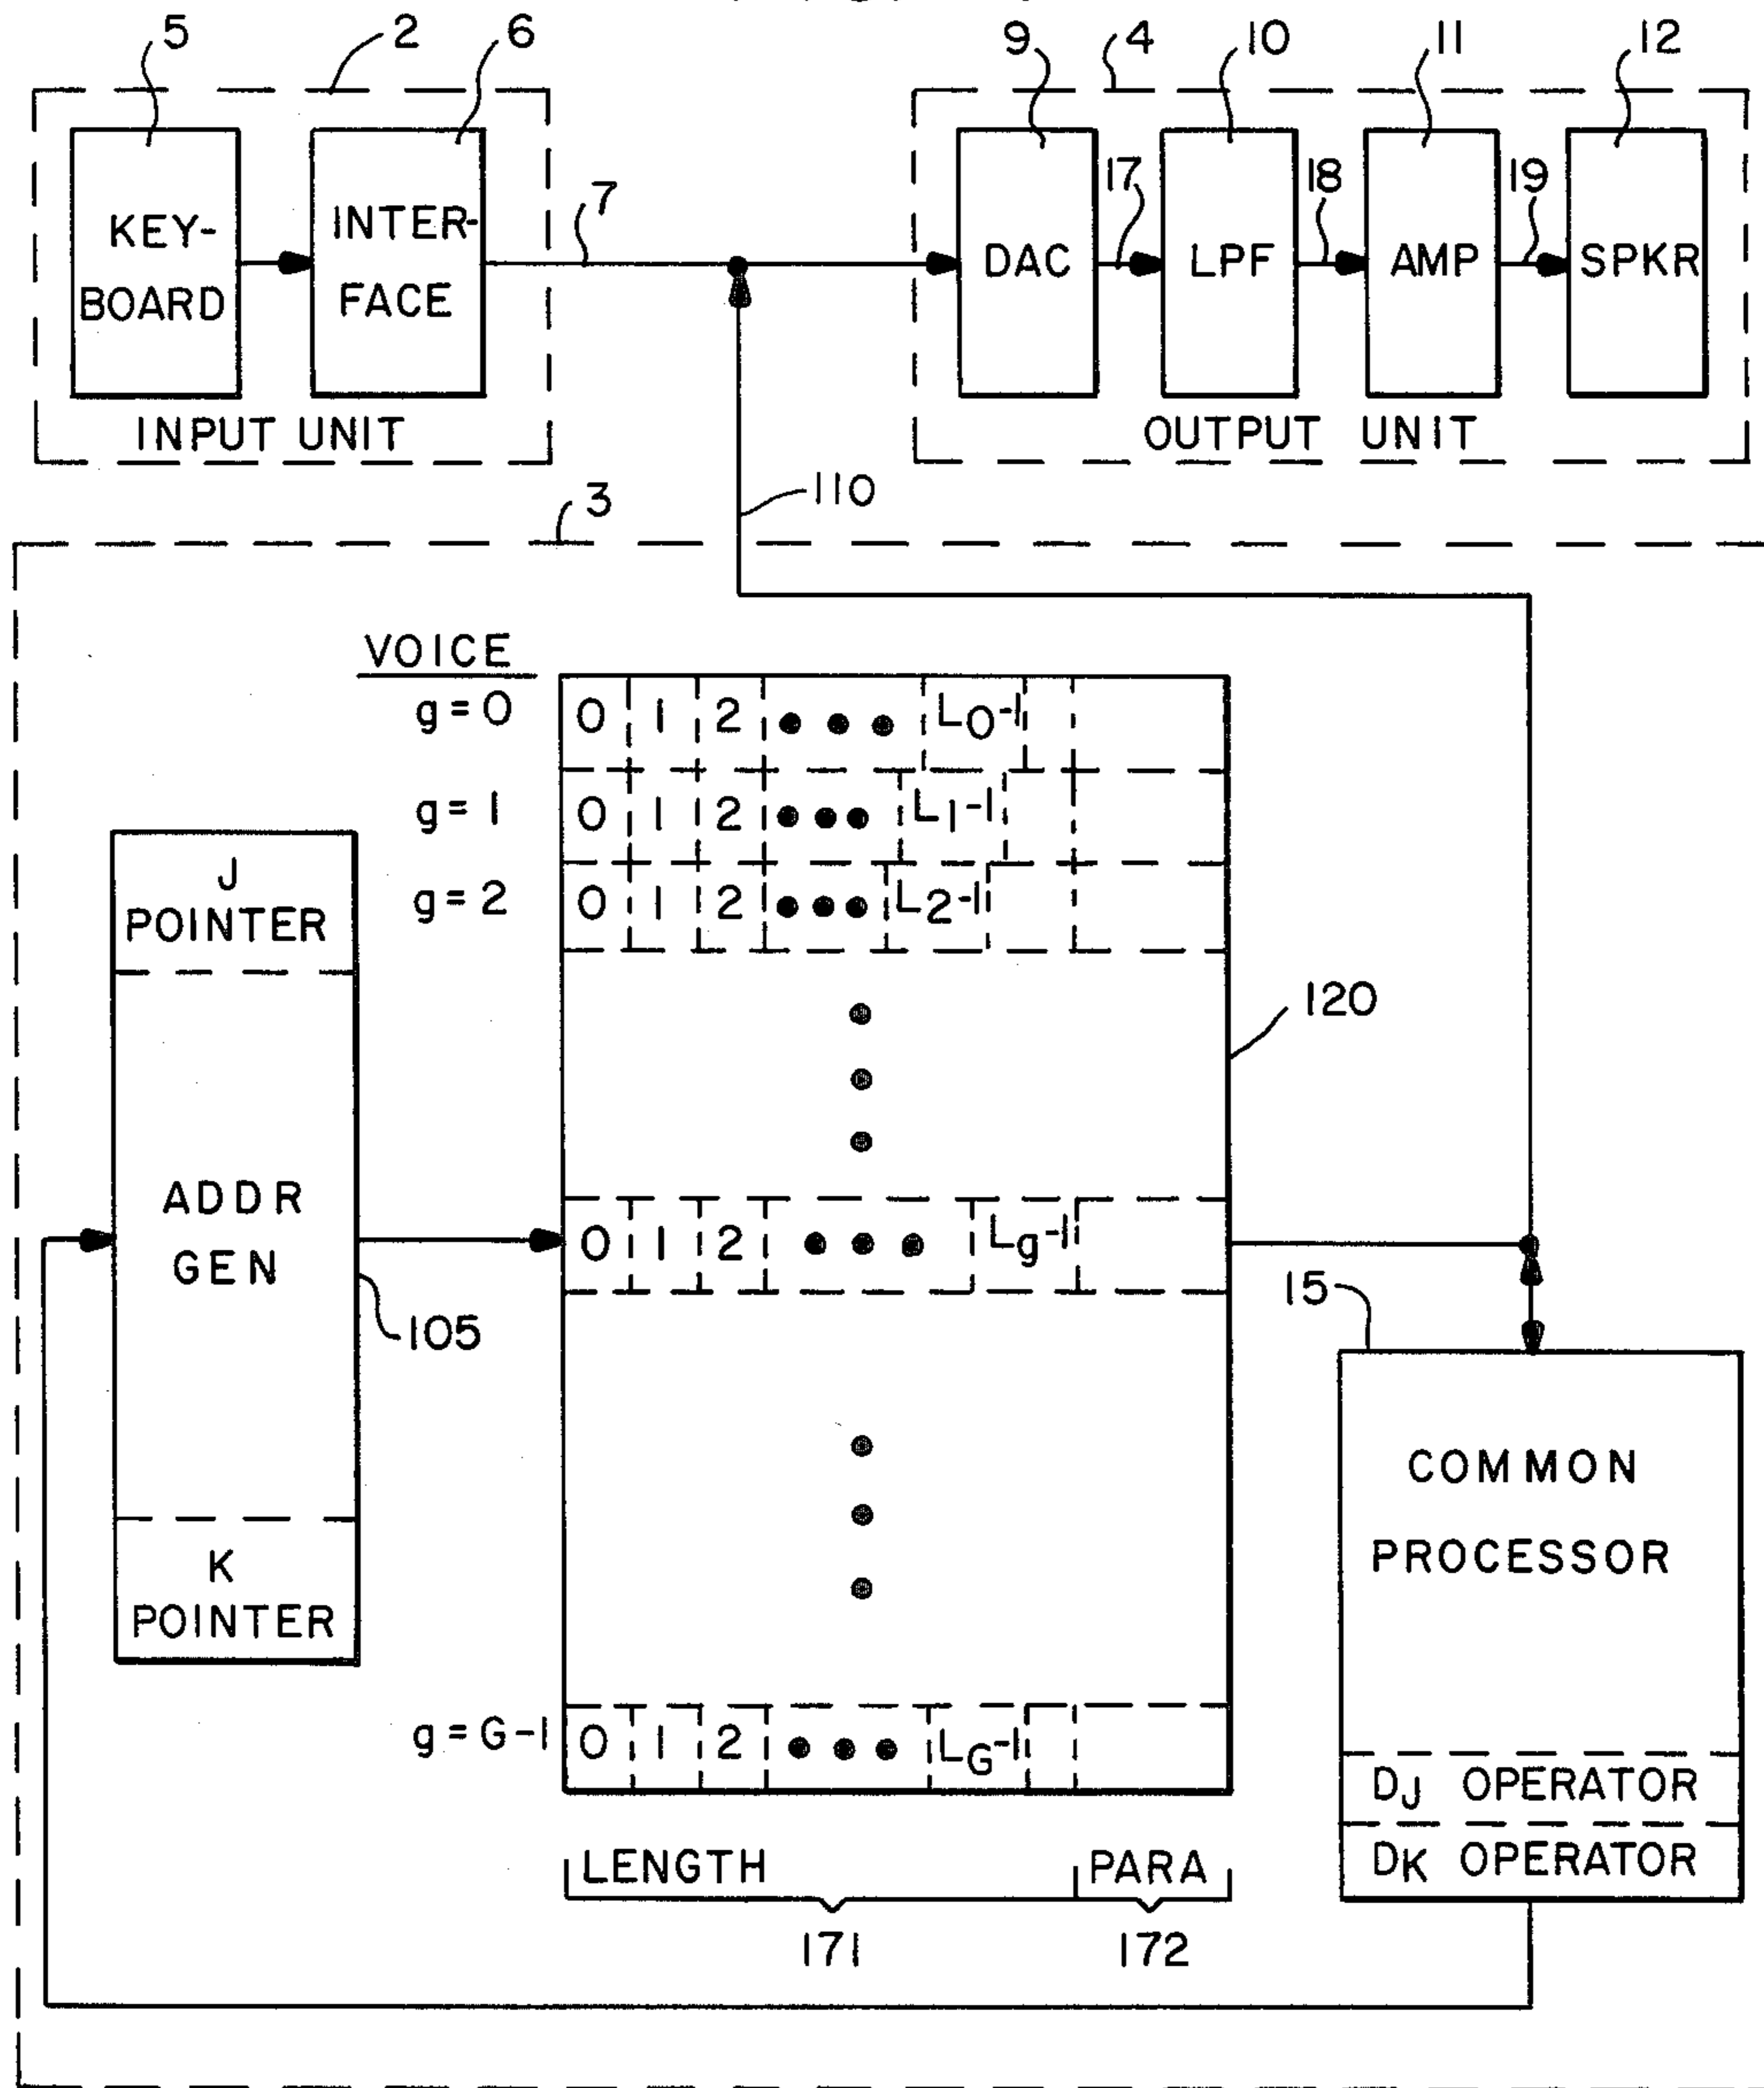 5 2 6 9 4 10 11 12
KEY-
BOARD
INTER-
FACE
7
INPUT UNIT
DAC
17
LPF
18
AMP
19
SPKR
OUTPUT UNIT
110
3
VOICE
g=0 0 1 2 L0-1
g=1 0 1 2 L1-1
g=2 0 1 2 L2-1
J
POINTER
ADDR
GEN
K
POINTER
105
120
0 1 2 Lg-1
15
COMMON
PROCESSOR
DJ OPERATOR
DK OPERATOR
g=G-1 0 1 2 LG-1
LENGTH PARA
171 172